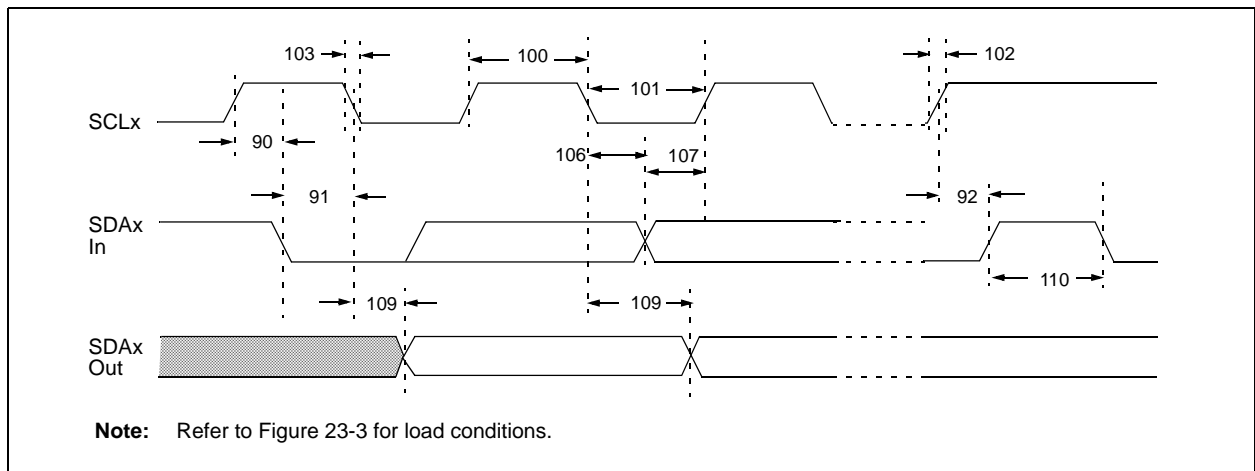 103
100
102
101
SCLx
90
106
107
91
92
SDAx
In
109
109
110
SDAx
Out
Note: Refer to Figure 23-3 for load conditions.